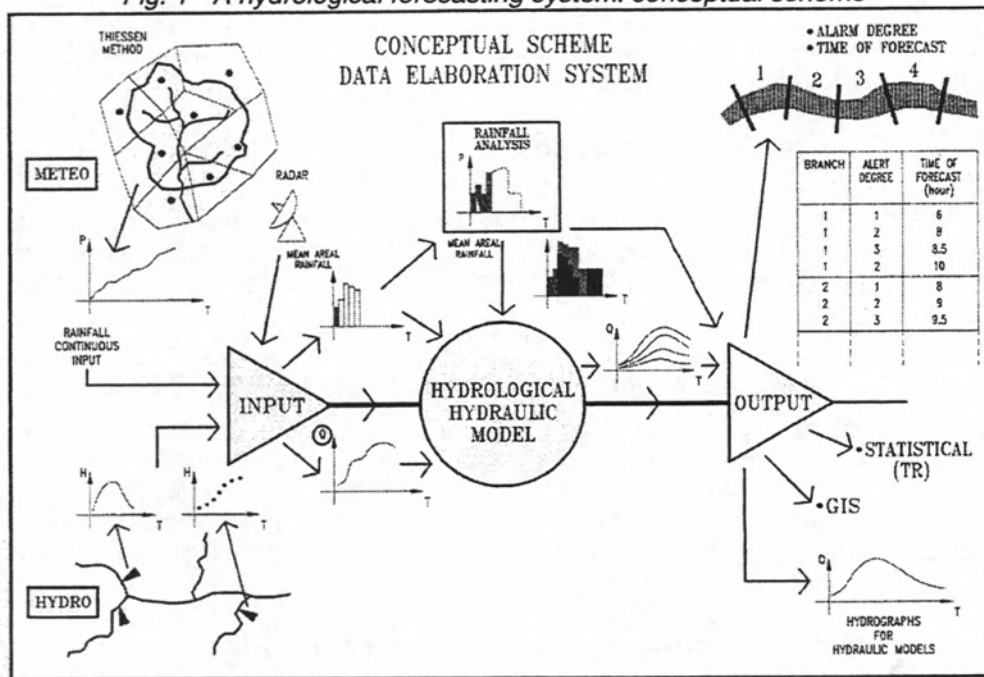 Fig. 1 - A hydrological forecasting system: conceptual scheme
THIESSEN
METHOD
CONCEPTUAL SCHEME
DATA ELABORATION SYSTEM
• ALARM DEGREE
• TIME OF FORECAST
1 2 3 4
METEO
RADAR
RAINFALL
ANALYSIS
P
T
BRANCH ALERT DEGREE TIME OF FORECAST (hour)
1 1 6
1 2 8
1 3 8.5
1 2 10
2 1 8
2 2 9
2 3 9.5
P
T
MEAN AREAL
RAINFALL
T
MEAN AREAL
RAINFALL
T
RAINFALL
CONTINUOUS
INPUT
INPUT
HYDROLOGICAL
HYDRAULIC
MODEL
Q
T
OUTPUT
Q
T
H
T
H
T
• STATISTICAL
(TR)
• GIS
HYDRO
Q
T
HYDROGRAPHS
FOR
HYDRAULIC MODELS